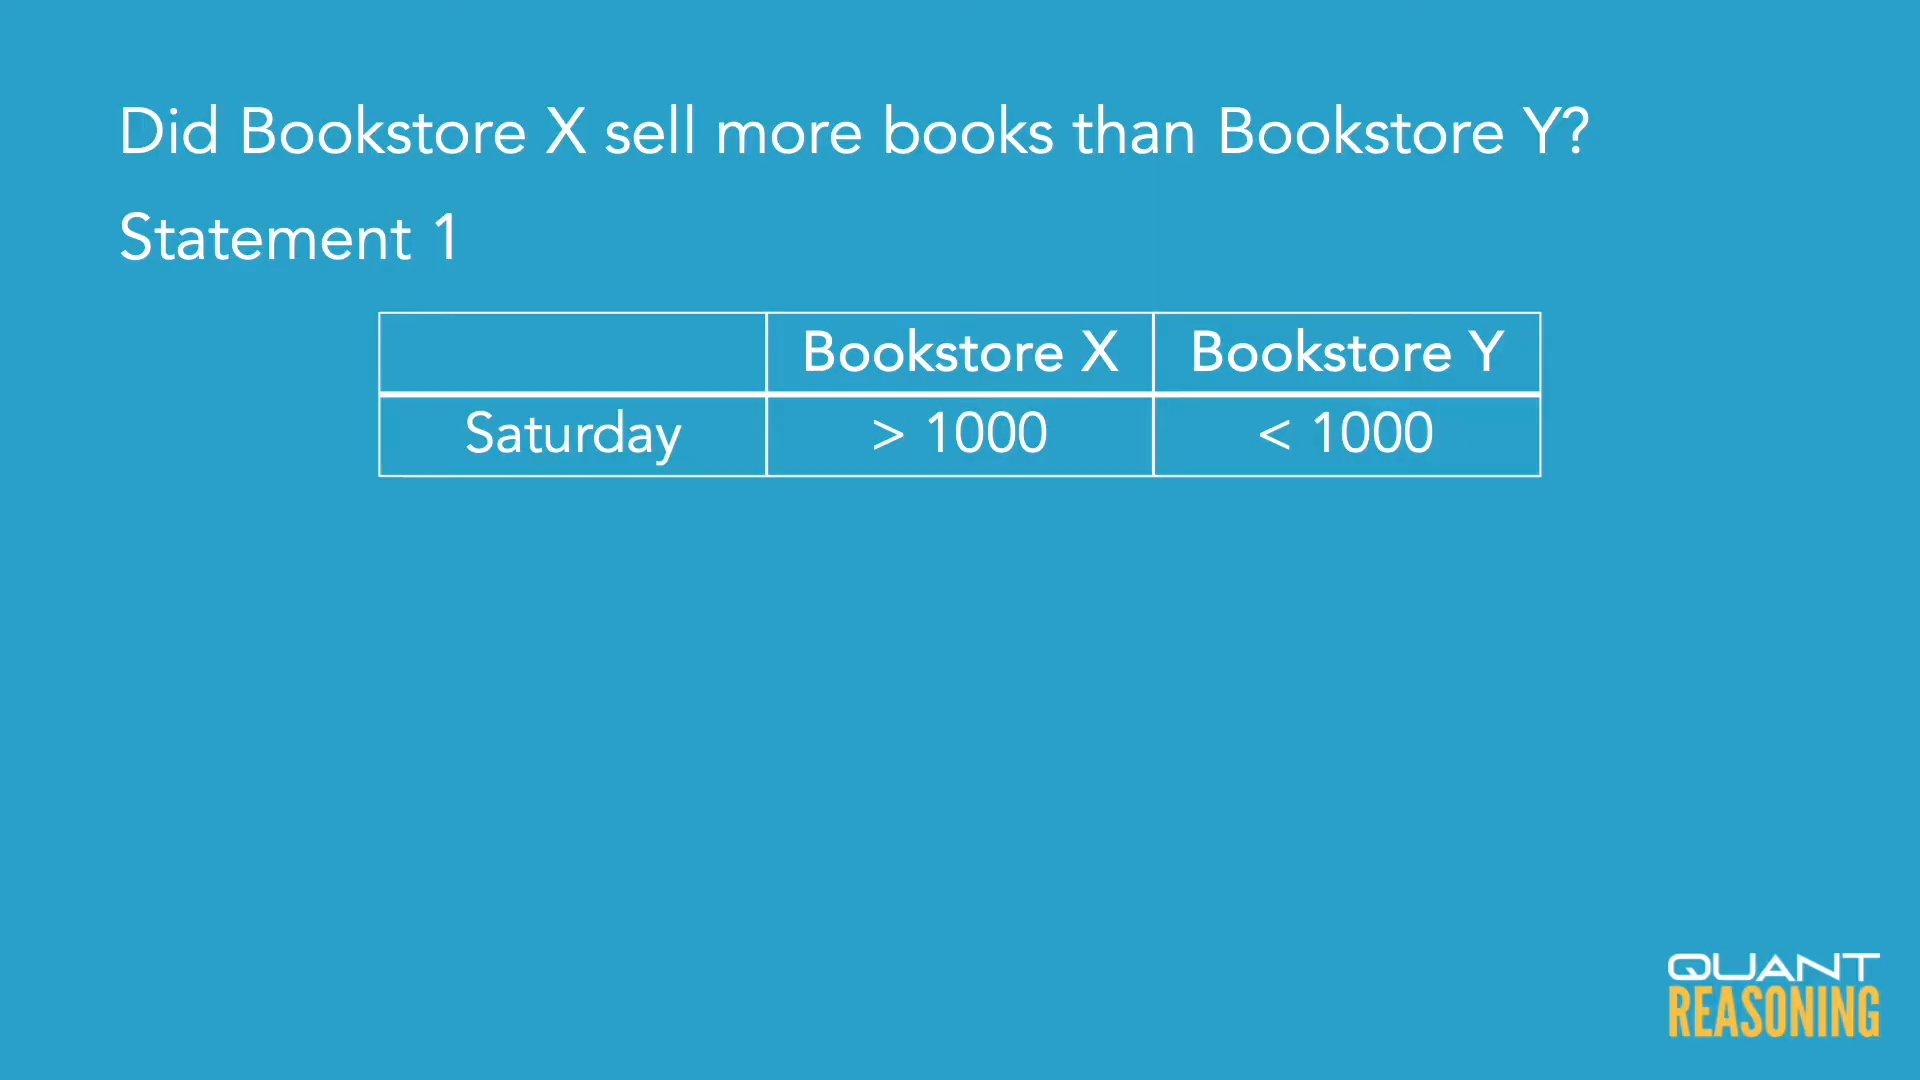 Did Bookstore X sell more books than Bookstore Y?
Statement 1
Bookstore X Bookstore Y
Saturday > 1000 < 1000
QUANT
REASONING